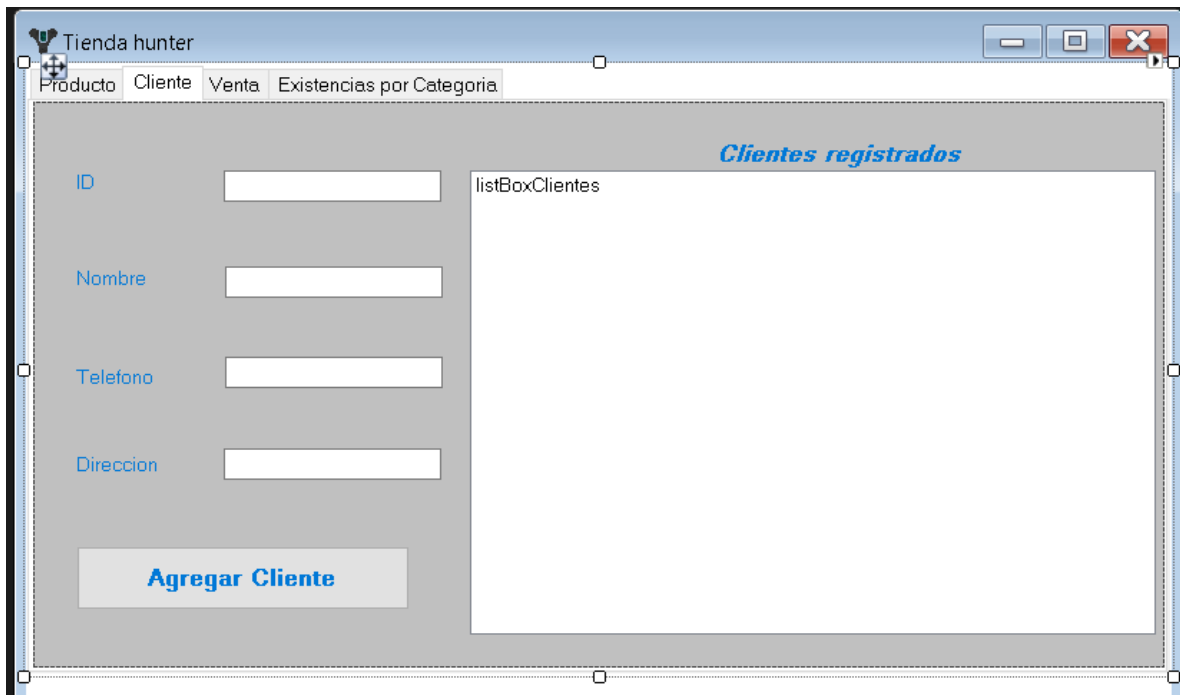 Tienda hunter
Producto Cliente Venta Existencias por Categoria
Clientes registrados
ID
listBoxClientes
Nombre
Telefono
Direccion
Agregar Cliente